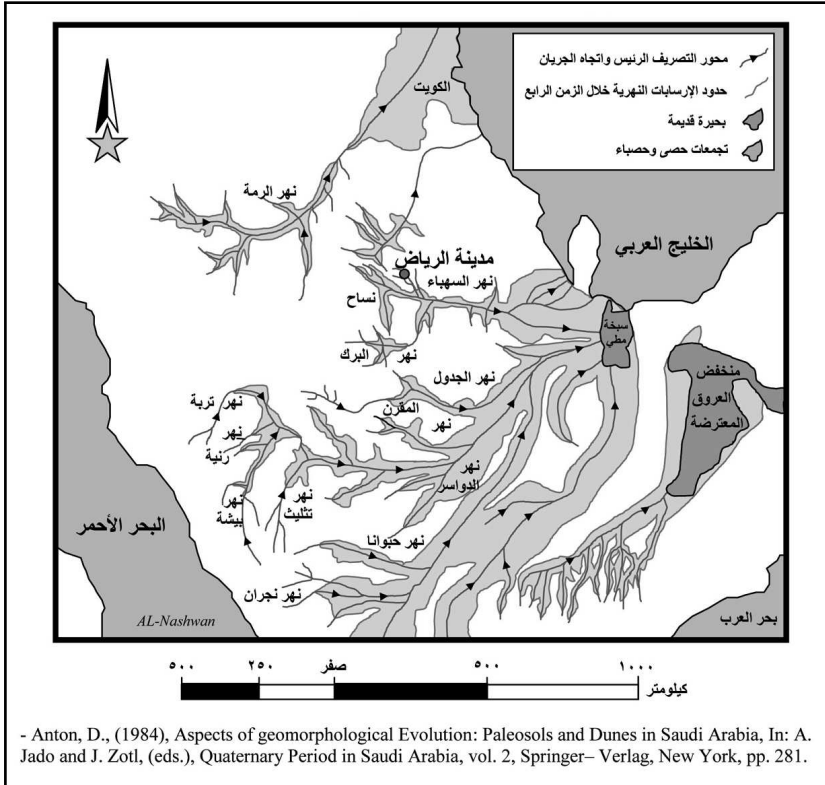 محور التصريف الرئيس واتجاه الجريان
حدود الإرسابات النهرية خلال الزمن الرابع
بحيرة قديمة
تجمعات حصى وحصباء
الكويت
نهر الرمة
الخليج العربي
مدينة الرياض
نهر السهباء
نساح
سبخة
مطي
نهر البرك
نهر الجدول
منخفض
العروق
المعترضة
المقرن
نهر
نهر تربة
نهر
رنية
نهر
الدواسر
نهر
تثليث
نهر
بيشة
البحر الأحمر
نهر حبوانا
نهر نجران
بحر العرب
AL-Nashwan
٥٠٠ ٢٥٠ صفر ٥٠٠ ١٠٠٠
كيلومتر
- Anton, D., (1984), Aspects of geomorphological Evolution: Paleosols and Dunes in Saudi Arabia, In: A.
Jado and J. Zotl, (eds.), Quaternary Period in Saudi Arabia, vol. 2, Springer– Verlag, New York, pp. 281.